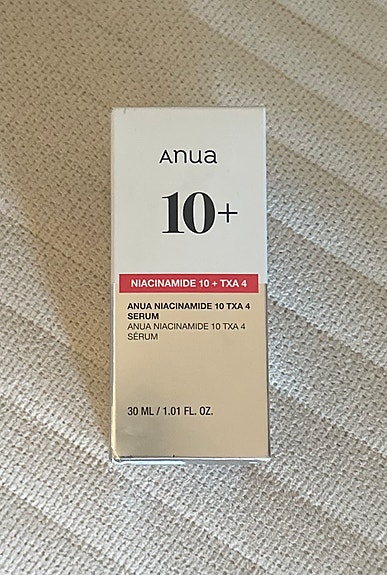 Anua
10+
NIACINAMIDE 10 + TXA 4
ANUA NIACINAMIDE 10 TXA 4
SERUM
ANUA NIACINAMIDE 10 TXA 4
SÉRUM
30 ML / 1.01 FL. OZ.